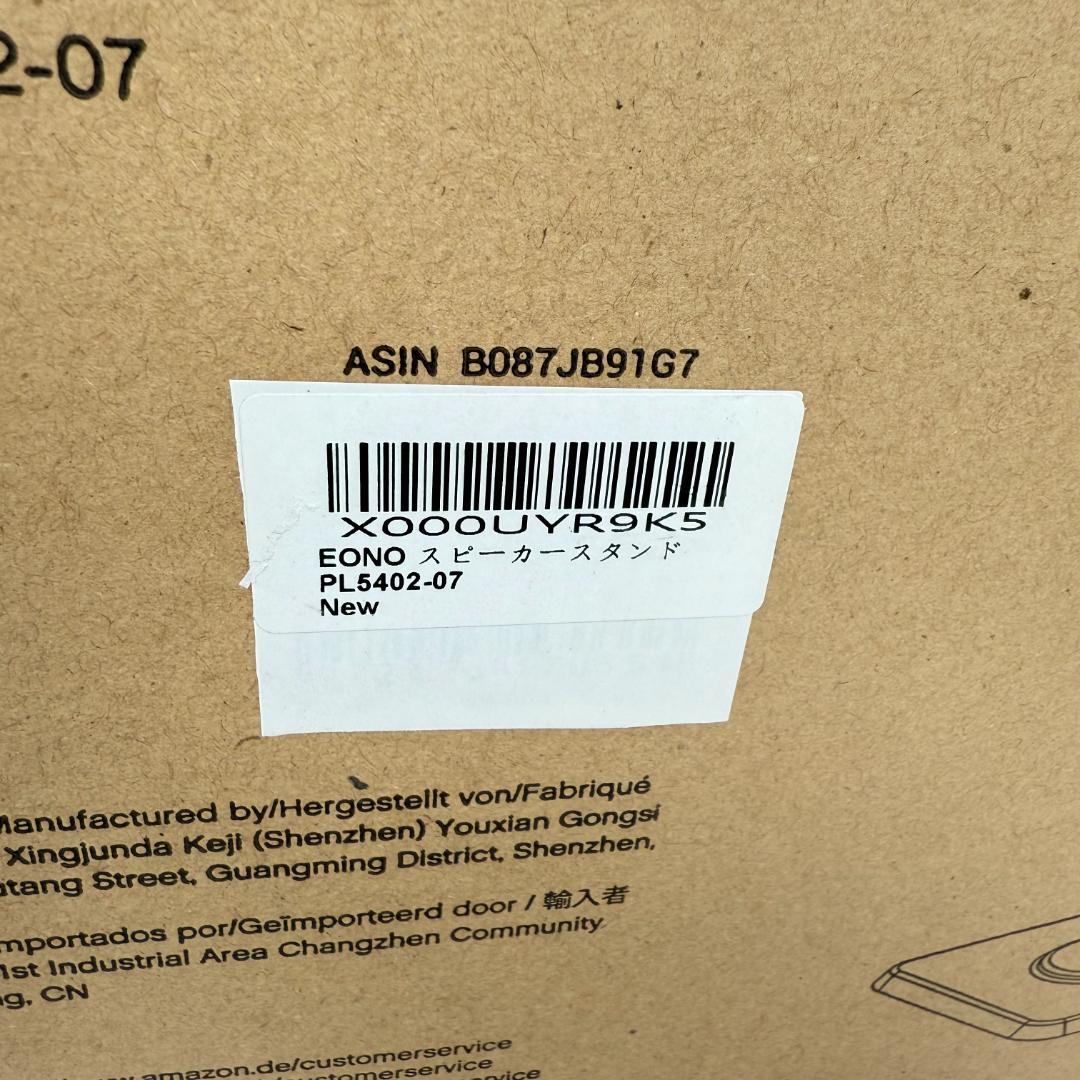 2-07
ASIN B087JB91G7
X000UYR9K5
EONO スピーカースタンド
PL5402-07
New
Manufactured by/Hergestellt von/Fabriqué
Xingjunda Keji (Shenzhen) Youxian Gongsi
Street, Guangming District, Shenzhen,
por/Geïmporteerd door / 輸入者
1st Industrial Area Changzhen Community
CN
amazon.de/customerservice